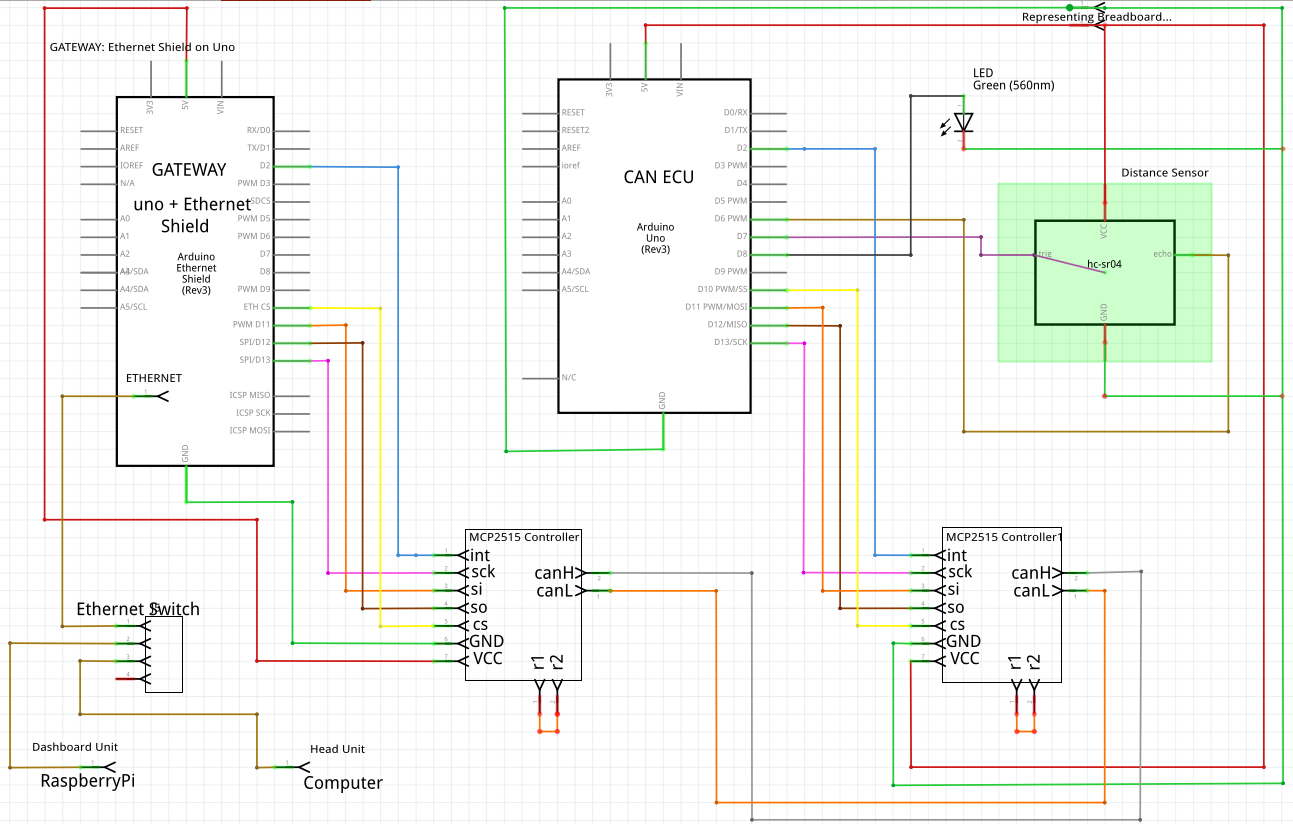 Representing Breadboard...
GATEWAY: Ethernet Shield on Uno
3V3
5V
VIN
RESET
AREF
IOREF
N/A
A0
A1
A2
A4/SDA
A4/SDA
A5/SCL
GATEWAY
uno + Ethernet
Shield
Arduino
Ethernet
Shield
(Rev3)
RX/D0
TX/D1
D2
PWM D3
SDCS
PWM D5
PWM D6
D7
D8
PWM D9
ETH CS
PWM D11
SPI/D12
SPI/D13
ICSP MISO
ICSP SCK
ICSP MOSI
ETHERNET
1
GND
3V3
5V
VIN
RESET
RESET2
AREF
ioref
A0
A1
A2
A3
A4/SDA
A5/SCL
N/C
CAN ECU
Arduino
Uno
(Rev3)
D0/RX
D1/TX
D2
D3 PWM
D4
D5 PWM
D6 PWM
D7
D8
D9 PWM
D10 PWM/SS
D11 PWM/MOSI
D12/MISO
D13/SCK
GND
LED
Green (560nm)
Distance Sensor
VCC
trig
hc-sr04
echo
GND
MCP2515 Controller
int
sck
si
so
cs
GND
VCC
canH
canL
r1
r2
MCP2515 Controller1
int
sck
si
so
cs
GND
VCC
canH
canL
r1
r2
Ethernet Switch
1
2
3
4
Dashboard Unit
1
RaspberryPi
Head Unit
1
Computer